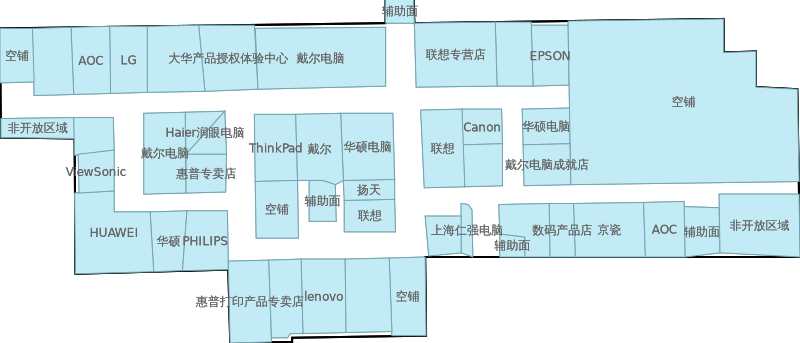 辅助面
空铺
AOC
LG
大华产品授权体验中心
戴尔电脑
联想专营店
EPSON
空铺
非开放区域
Haier润眼电脑
戴尔电脑
惠普专卖店
ViewSonic
ThinkPad
戴尔
华硕电脑
联想
Canon
华硕电脑
戴尔电脑成就店
扬天
辅助面
空铺
联想
HUAWEI
华硕
PHILIPS
上海仁强电脑
辅助面
数码产品店
京瓷
AOC
辅助面
非开放区域
惠普打印产品专卖店
lenovo
空铺